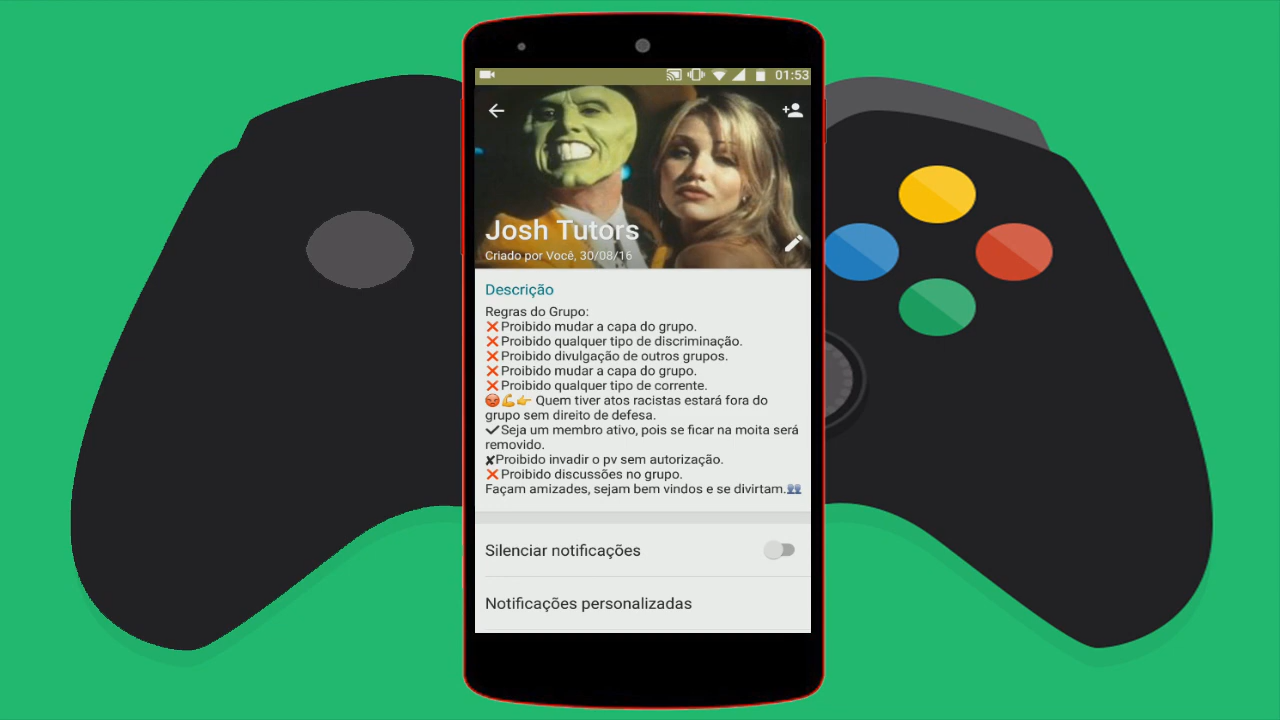 01:53
Josh Tutors
Criado por Você, 30/08/16
Descrição
Regras do Grupo:
❌Proibido mudar a capa do grupo.
❌Proibido qualquer tipo de discriminação.
❌Proibido divulgação de outros grupos.
❌Proibido mudar a capa do grupo.
❌Proibido qualquer tipo de corrente.
😡💪👉 Quem tiver atos racistas estará fora do
grupo sem direito de defesa.
✔Seja um membro ativo, pois se ficar na moita será
removido.
✘Proibido invadir o pv sem autorização.
❌Proibido discussões no grupo.
Façam amizades, sejam bem vindos e se divirtam.👥
Silenciar notificações
Notificações personalizadas